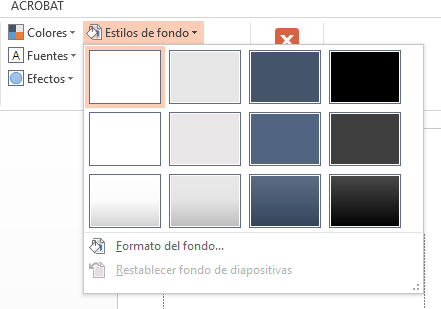 ACROBAT
Colores
Estilos de fondo
Fuentes
Efectos
Formato del fondo...
Restablecer fondo de diapositivas